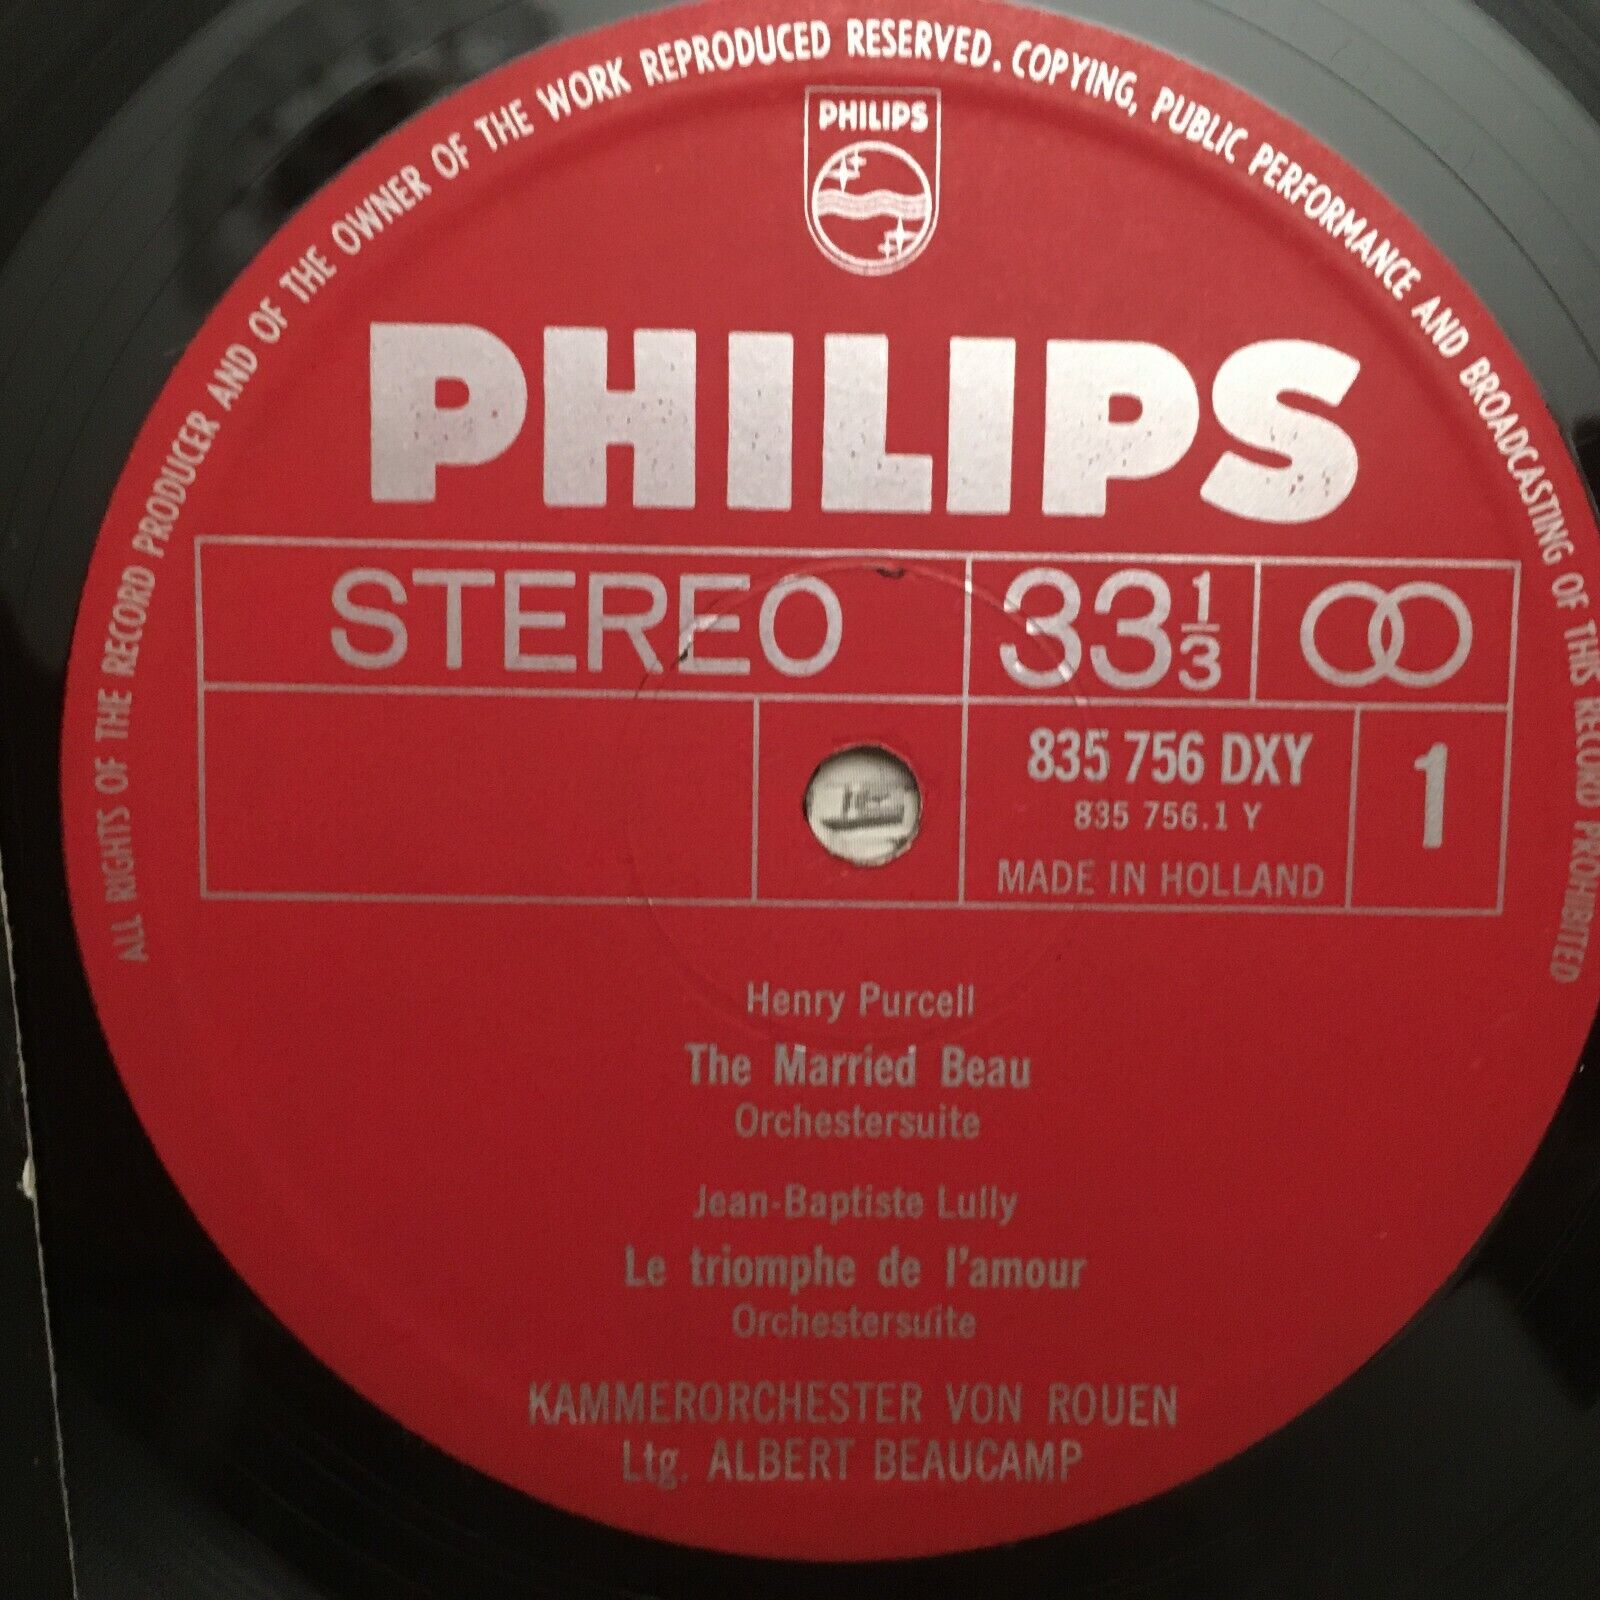 ALL RIGHTS OF THE RECORD PRODUCER AND OF THE OWNER OF THE WORK REPRODUCED RESERVED. COPYING, PUBLIC PERFORMANCE AND BROADCASTING OF THIS RECORD PROHIBITED
PHILIPS
PHILIPS
STEREO 33 1/3
835 756 DXY 1
835 756.1 Y
MADE IN HOLLAND
Henry Purcell
The Married Beau
Orchestersuite
Jean-Baptiste Lully
Le triomphe de l'amour
Orchestersuite
KAMMERORCHESTER VON ROUEN
Ltg. ALBERT BEAUCAMP